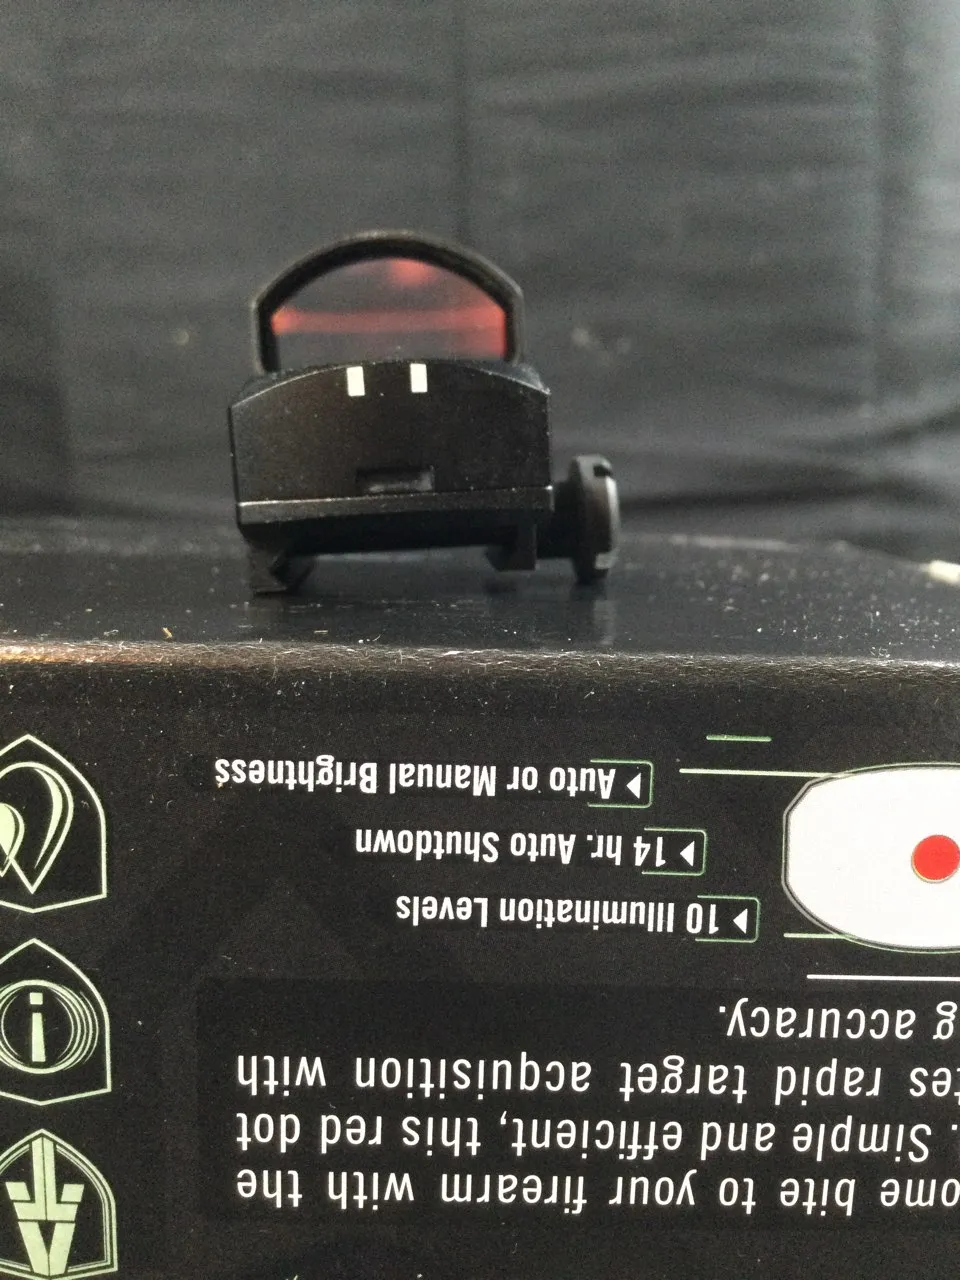 ome bite to your firearm with the
. Simple and efficient, this red dot
tes rapid target acquisition with
g accuracy.
10 Illumination Levels
14 hr. Auto Shutdown
Auto or Manual Brightness
i